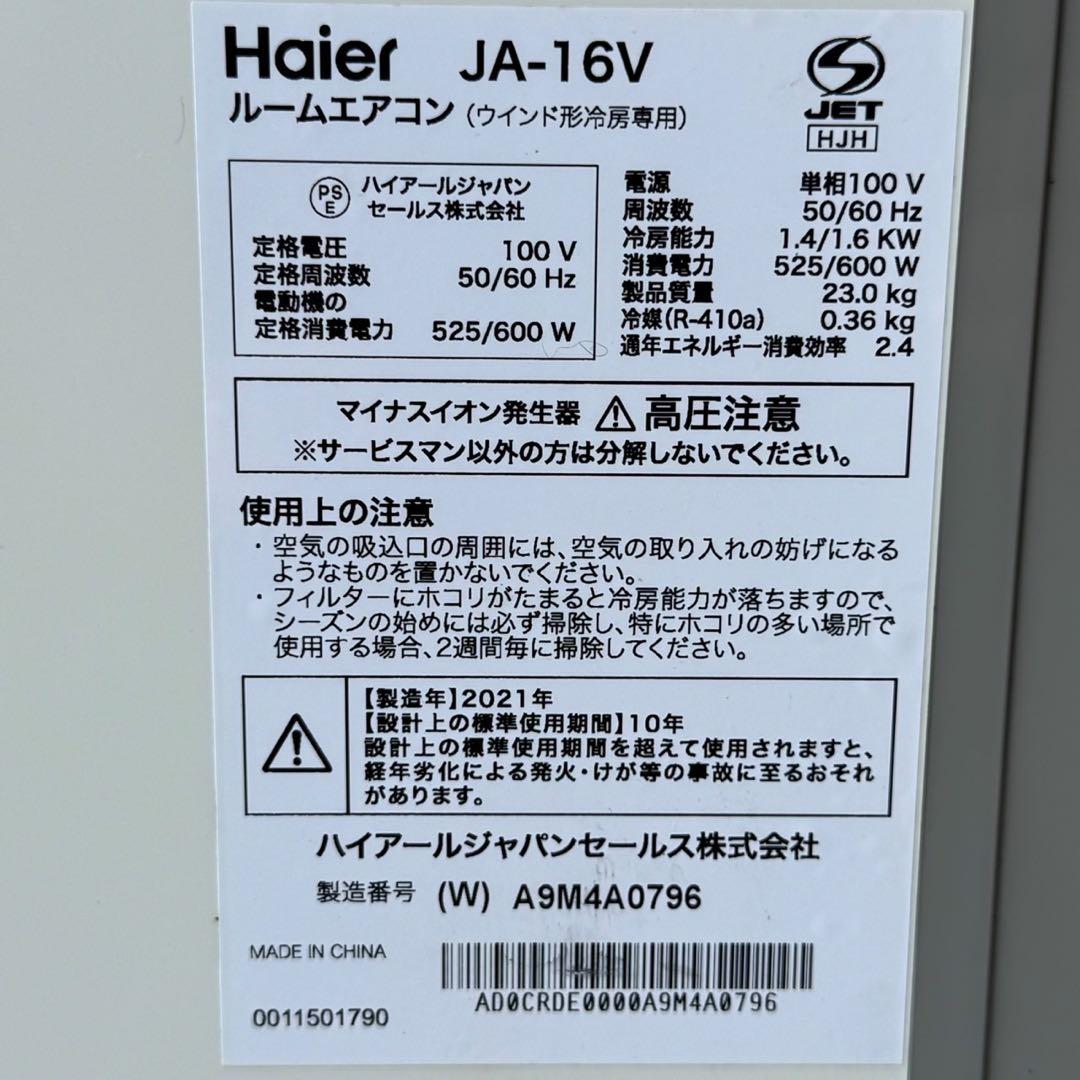 Haier JA-16V
ルームエアコン (ウインド形冷房専用)
JET
HJH
PS
E
ハイアールジャパン
セールス株式会社
定格電圧 100 V
定格周波数 50/60 Hz
電動機の
定格消費電力 525/600 W
電源 単相100 V
周波数 50/60 Hz
冷房能力 1.4/1.6 KW
消費電力 525/600 W
製品質量 23.0 kg
冷媒(R-410a) 0.36 kg
通年エネルギー消費効率 2.4
マイナスイオン発生器 ⚠高圧注意
※サービスマン以外の方は分解しないでください。
使用上の注意
・空気の吸込口の周囲には、空気の取り入れの妨げになる
ようなものを置かないでください。
・フィルターにホコリがたまると冷房能力が落ちますので、
シーズンの始めには必ず掃除し、特にホコリの多い場所で
使用する場合、2週間毎に掃除してください。
【製造年】2021年
【設計上の標準使用期間】10年
設計上の標準使用期間を超えて使用されますと、
経年劣化による発火・けが等の事故に至るおそれ
があります。
ハイアールジャパンセールス株式会社
製造番号 (W) A9M4A0796
MADE IN CHINA
AD0CRDE0000A9M4A0796
0011501790